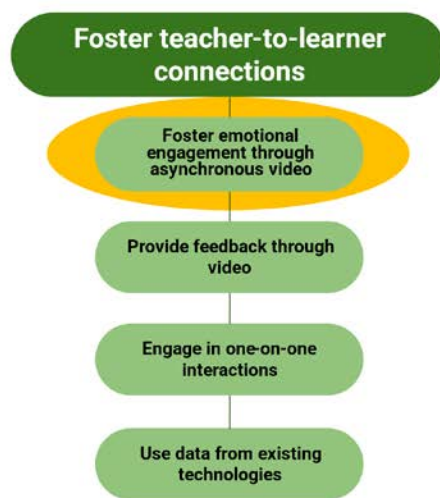 Foster teacher-to-learner
connections
Foster emotional
engagement through
asynchronous video
Provide feedback through
video
Engage in one-on-one
interactions
Use data from existing
technologies